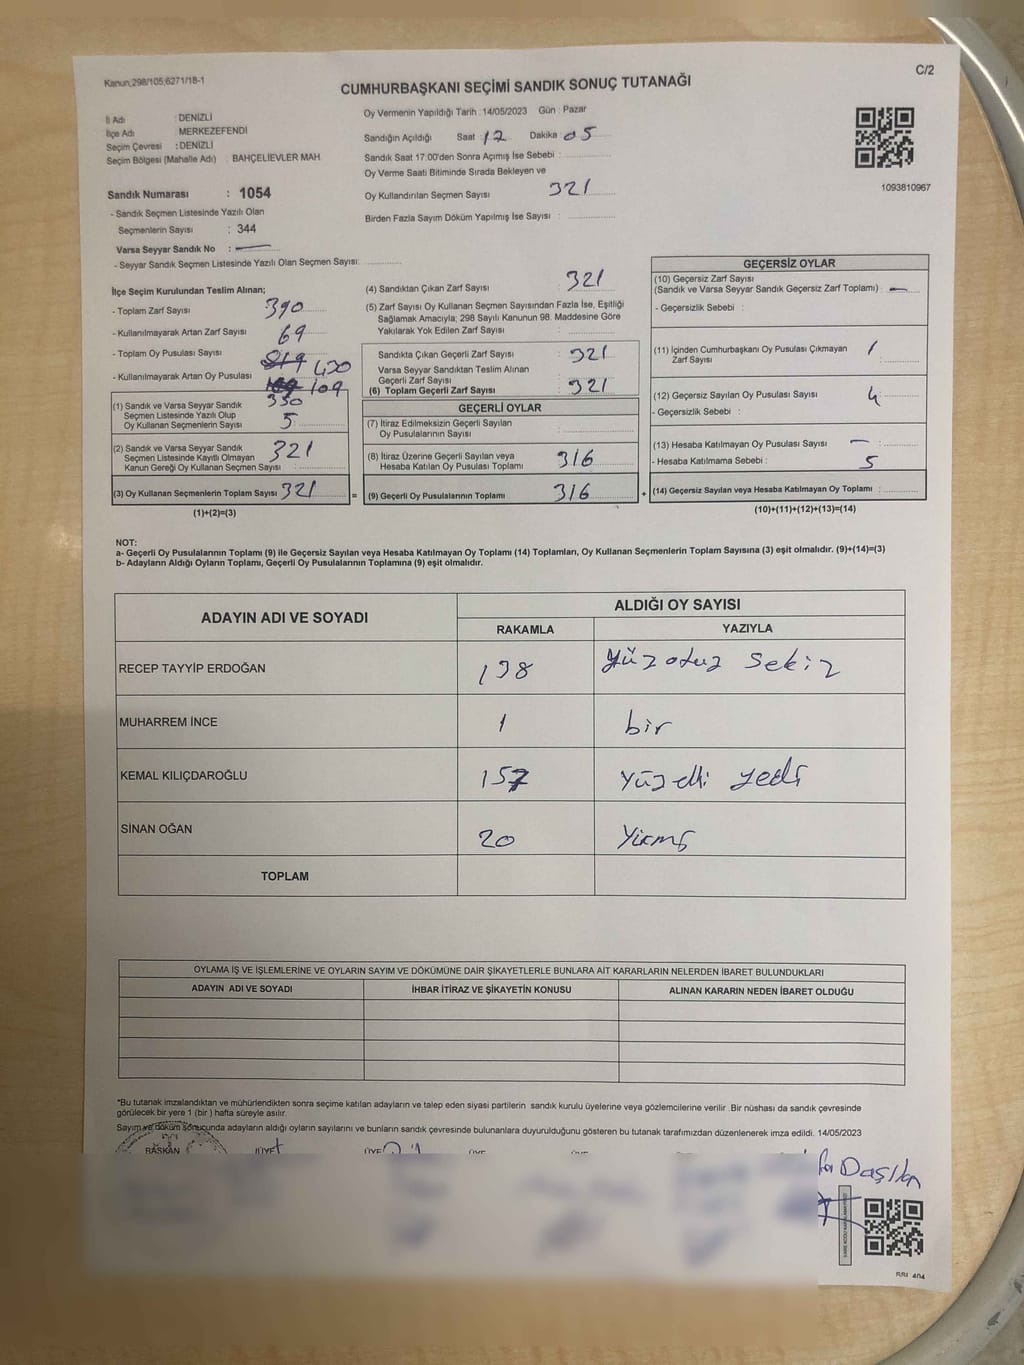 Kanun;298/105;6271/18-1
C/2
CUMHURBAŞKANI SEÇİMİ SANDIK SONUÇ TUTANAĞI
İl Adı : DENİZLİ
İlçe Adı : MERKEZEFENDİ
Seçim Çevresi : DENİZLİ
Seçim Bölgesi (Mahalle Adı) : BAHÇELİEVLER MAH.
Sandık Numarası : 1054
- Sandık Seçmen Listesinde Yazılı Olan
Seçmenlerin Sayısı : 344
Varsa Seyyar Sandık No :
- Seyyar Sandık Seçmen Listesinde Yazılı Olan Seçmen Sayısı:
Oy Vermenin Yapıldığı Tarih : 14/05/2023 Gün : Pazar
Sandığın Açıldığı Saat : 12 Dakika : 05
Sandık Saat 17:00'den Sonra Açımış İse Sebebi :
Oy Verme Saati Bitiminde Sırada Bekleyen ve
Oy Kullandırılan Seçmen Sayısı 321
Birden Fazla Sayım Döküm Yapılmış İse Sayısı :
1093810967
İlçe Seçim Kurulundan Teslim Alınan;
- Toplam Zarf Sayısı : 390
- Kullanılmayarak Artan Zarf Sayısı : 69
- Toplam Oy Pusulası Sayısı : 819 430
- Kullanılmayarak Artan Oy Pusulası : 109
330
(1) Sandık ve Varsa Seyyar Sandık
Seçmen Listesinde Yazılı Olup
Oy Kullanan Seçmenlerin Sayısı : 5
(2) Sandık ve Varsa Seyyar Sandık
Seçmen Listesinde Kayıtlı Olmayan
Kanun Gereği Oy Kullanan Seçmen Sayısı : 321
(3) Oy Kullanan Seçmenlerin Toplam Sayısı : 321
(1)+(2)=(3)
(4) Sandıktan Çıkan Zarf Sayısı : 321
(5) Zarf Sayısı Oy Kullanan Seçmen Sayısından Fazla İse, Eşitliği
Sağlamak Amacıyla; 298 Sayılı Kanunun 98. Maddesine Göre
Yakılarak Yok Edilen Zarf Sayısı :
Sandıkta Çıkan Geçerli Zarf Sayısı : 321
Varsa Seyyar Sandıktan Teslim Alınan
Geçerli Zarf Sayısı
(6) Toplam Geçerli Zarf Sayısı : 321
GEÇERLİ OYLAR
(7) İtiraz Edilmeksizin Geçerli Sayılan
Oy Pusulalarının Sayısı :
(8) İtiraz Üzerine Geçerli Sayılan veya
Hesaba Katılan Oy Pusulası Toplamı : 316
= (9) Geçerli Oy Pusulalarının Toplamı : 316
GEÇERSİZ OYLAR
(10) Geçersiz Zarf Sayısı
(Sandık ve Varsa Seyyar Sandık Geçersiz Zarf Toplamı) : -
- Geçersizlik Sebebi :
(11) İçinden Cumhurbaşkanı Oy Pusulası Çıkmayan 1
Zarf Sayısı :
(12) Geçersiz Sayılan Oy Pusulası Sayısı : 4
- Geçersizlik Sebebi :
(13) Hesaba Katılmayan Oy Pusulası Sayısı : -
- Hesaba Katılmama Sebebi : 5
+ (14) Geçersiz Sayılan veya Hesaba Katılmayan Oy Toplamı :
(10)+(11)+(12)+(13)=(14)
NOT:
a- Geçerli Oy Pusulalarının Toplamı (9) ile Geçersiz Sayılan veya Hesaba Katılmayan Oy Toplamı (14) Toplamları, Oy Kullanan Seçmenlerin Toplam Sayısına (3) eşit olmalıdır. (9)+(14)=(3)
b- Adayların Aldığı Oyların Toplamı, Geçerli Oy Pusulalarının Toplamına (9) eşit olmalıdır.
ADAYIN ADI VE SOYADI ALDIĞI OY SAYISI
RAKAMLA YAZIYLA
RECEP TAYYİP ERDOĞAN 138 Yüz otuz sekiz
MUHARREM İNCE 1 bir
KEMAL KILIÇDAROĞLU 157 Yüz elli yedi
SİNAN OĞAN 20 Yirmi
TOPLAM
OYLAMA İŞ VE İŞLEMLERİNE VE OYLARIN SAYIM VE DÖKÜMÜNE DAİR ŞİKAYETLERLE BUNLARA AİT KARARLARIN NELERDEN İBARET BULUNDUKLARI
ADAYIN ADI VE SOYADI İHBAR İTİRAZ VE ŞİKAYETİN KONUSU ALINAN KARARIN NEDEN İBARET OLDUĞU
*Bu tutanak imzalandıktan ve mühürlendikten sonra seçime katılan adayların ve talep eden siyasi partilerin sandık kurulu üyelerine veya gözlemcilerine verilir. Bir nüshası da sandık çevresinde
görülecek bir yere 1 (bir ) hafta süreyle asılır.
Sayım ve döküm sonucunda adayların aldığı oyların sayılarını ve bunların sandık çevresinde bulunanlara duyurulduğunu gösteren bu tutanak tarafımızdan düzenlenerek imza edildi. 14/05/2023
BAŞKAN ÜYE ÜYE ÜYE ÜYE